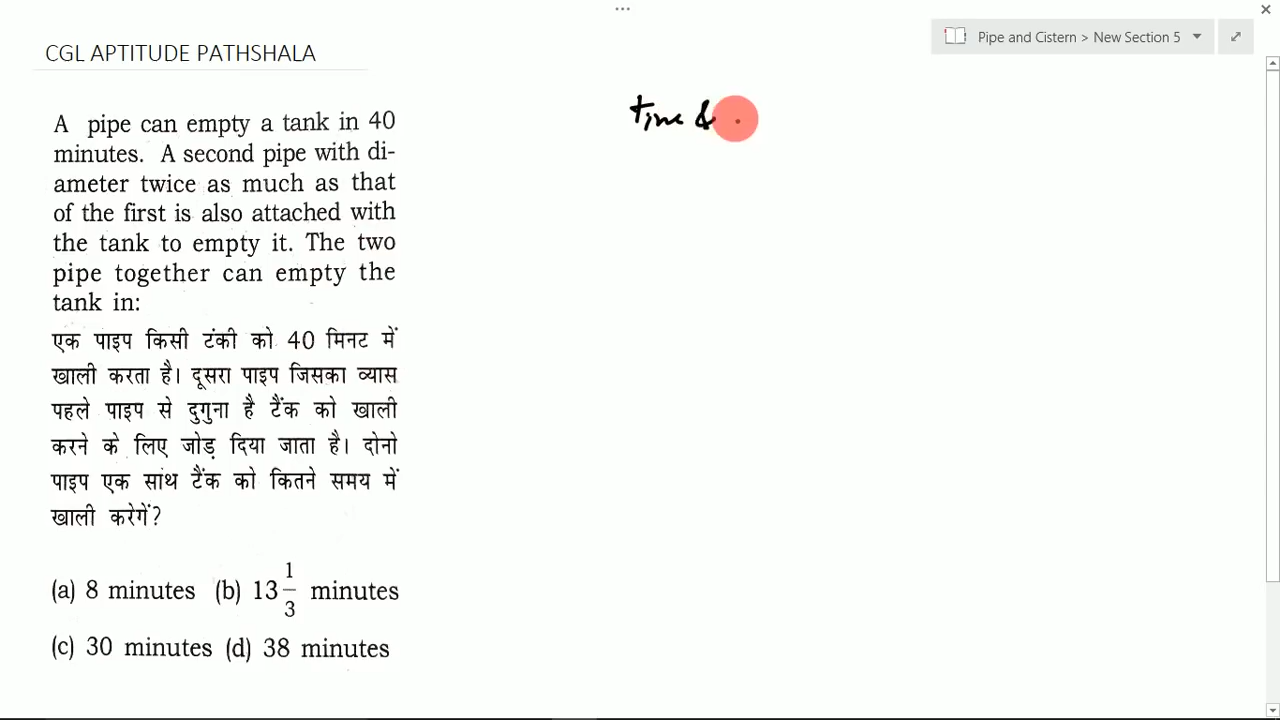 Pipe and Cistern > New Section 5
CGL APTITUDE PATHSHALA
time &
A pipe can empty a tank in 40
minutes. A second pipe with di-
ameter twice as much as that
of the first is also attached with
the tank to empty it. The two
pipe together can empty the
tank in:
एक पाइप किसी टंकी को 40 मिनट में
खाली करता है। दूसरा पाइप जिसका व्यास
पहले पाइप से दुगुना है टैंक को खाली
करने के लिए जोड़ दिया जाता है। दोनो
पाइप एक सांथ टैंक को कितने समय में
खाली करेगें?
(a) 8 minutes (b) 13 1/3 minutes
(c) 30 minutes (d) 38 minutes